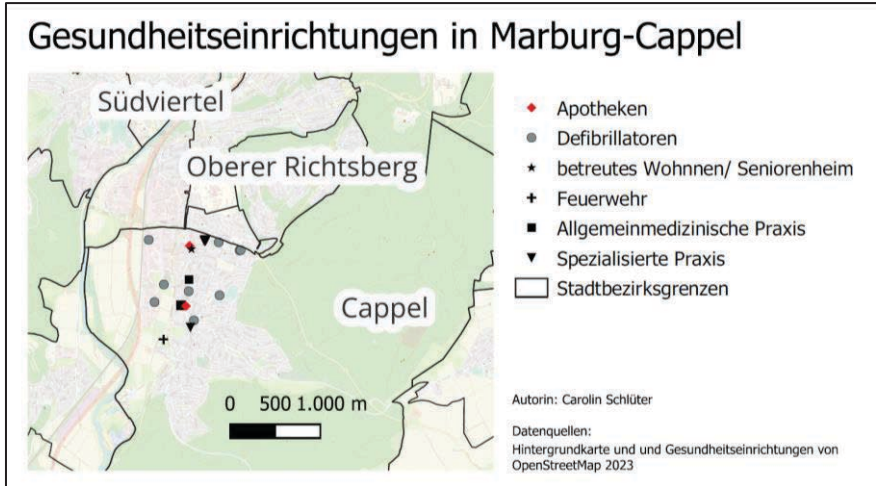 Gesundheitseinrichtungen in Marburg-Cappel
Südviertel
Oberer Richtsberg
Cappel
0 500 1.000 m
Apotheken
Defibrillatoren
betreutes Wohnnen/ Seniorenheim
Feuerwehr
Allgemeinmedizinische Praxis
Spezialisierte Praxis
Stadtbezirksgrenzen
Autorin: Carolin Schlüter
Datenquellen:
Hintergrundkarte und und Gesundheitseinrichtungen von
OpenStreetMap 2023